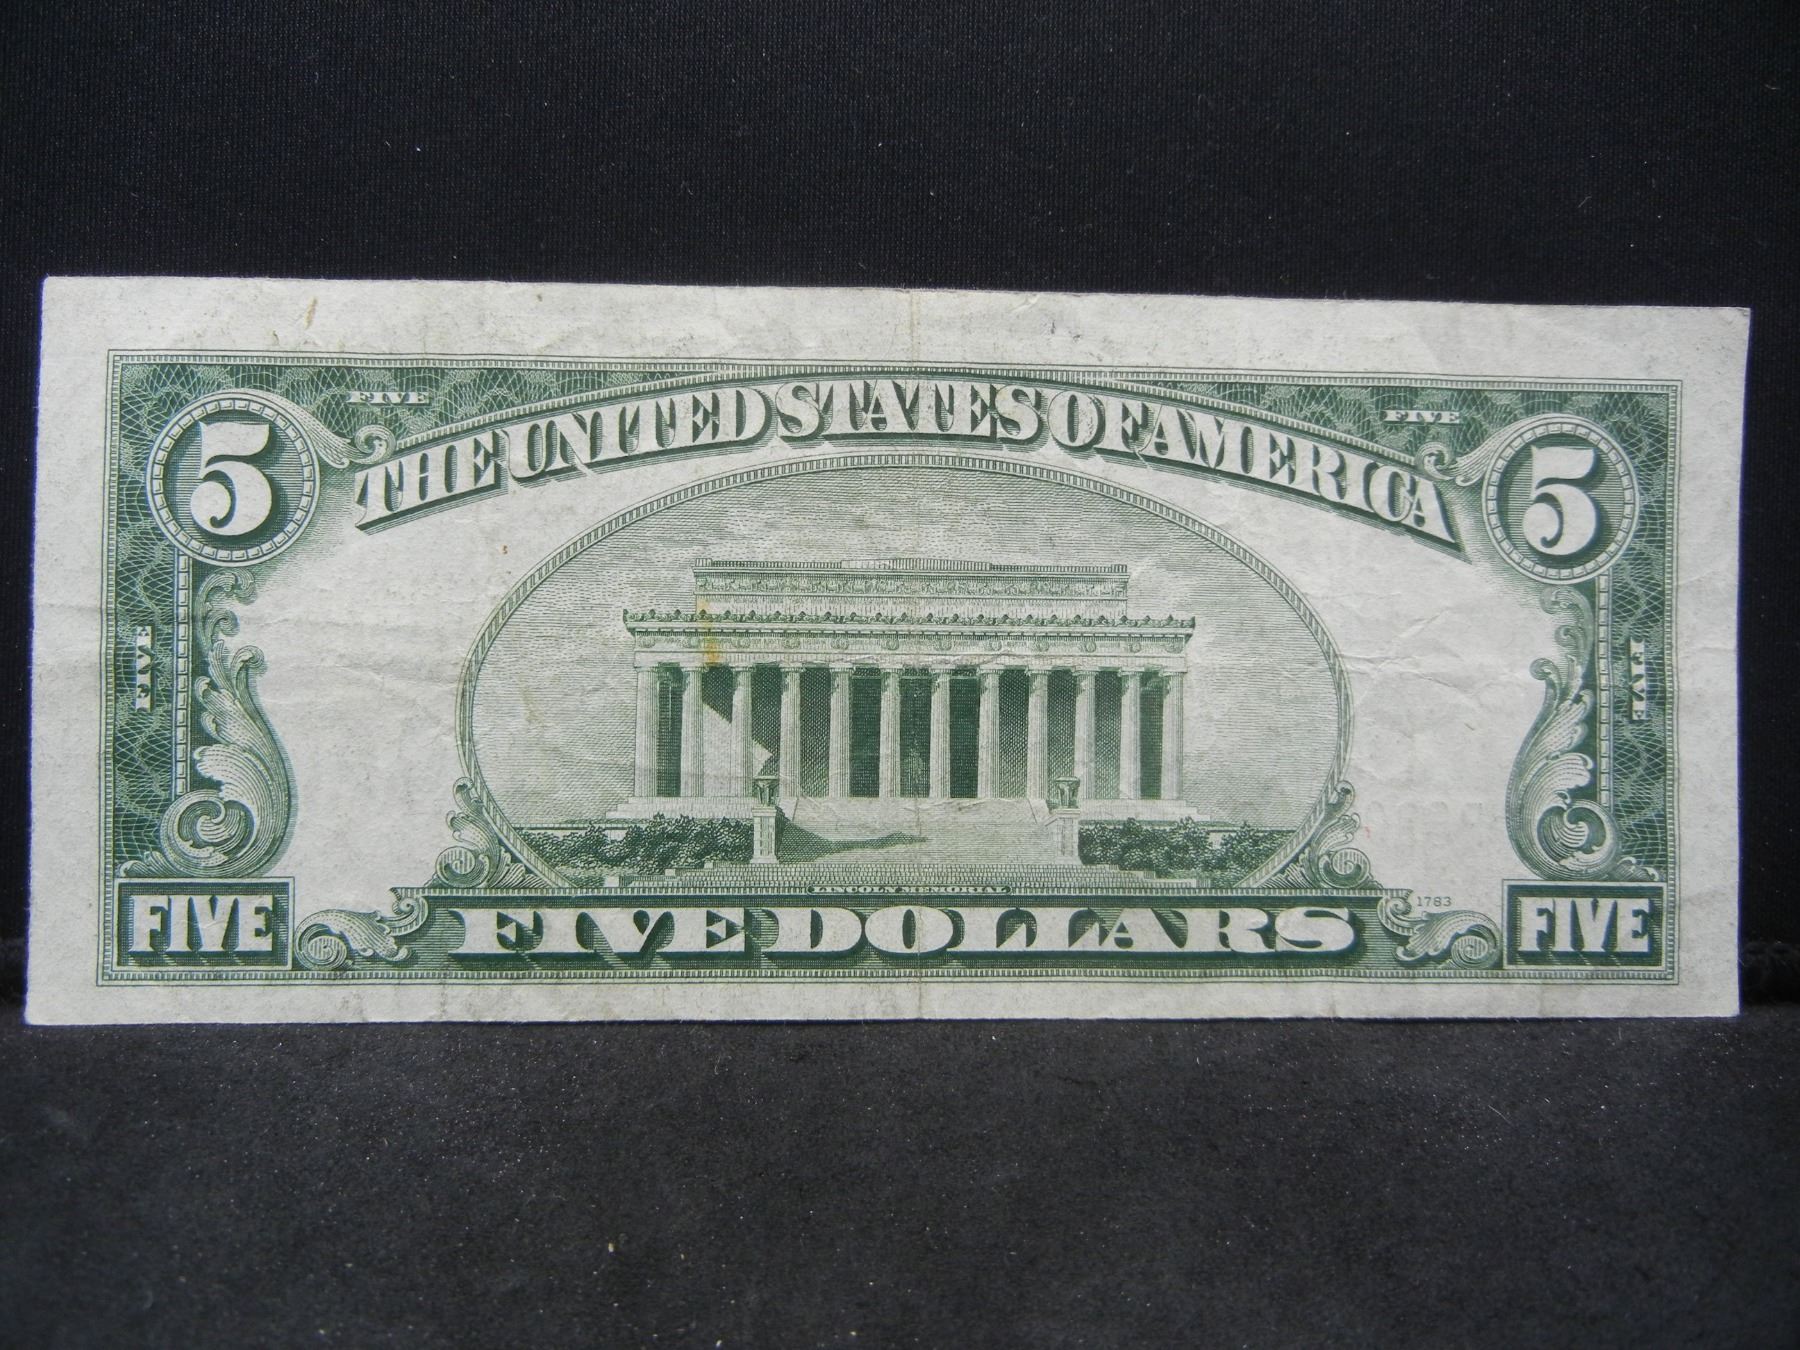 FIVE FIVE
5 THE UNITED STATES OF AMERICA 5
FIVE FIVE
LINCOLN MEMORIAL
1783
FIVE FIVE DOLLARS FIVE